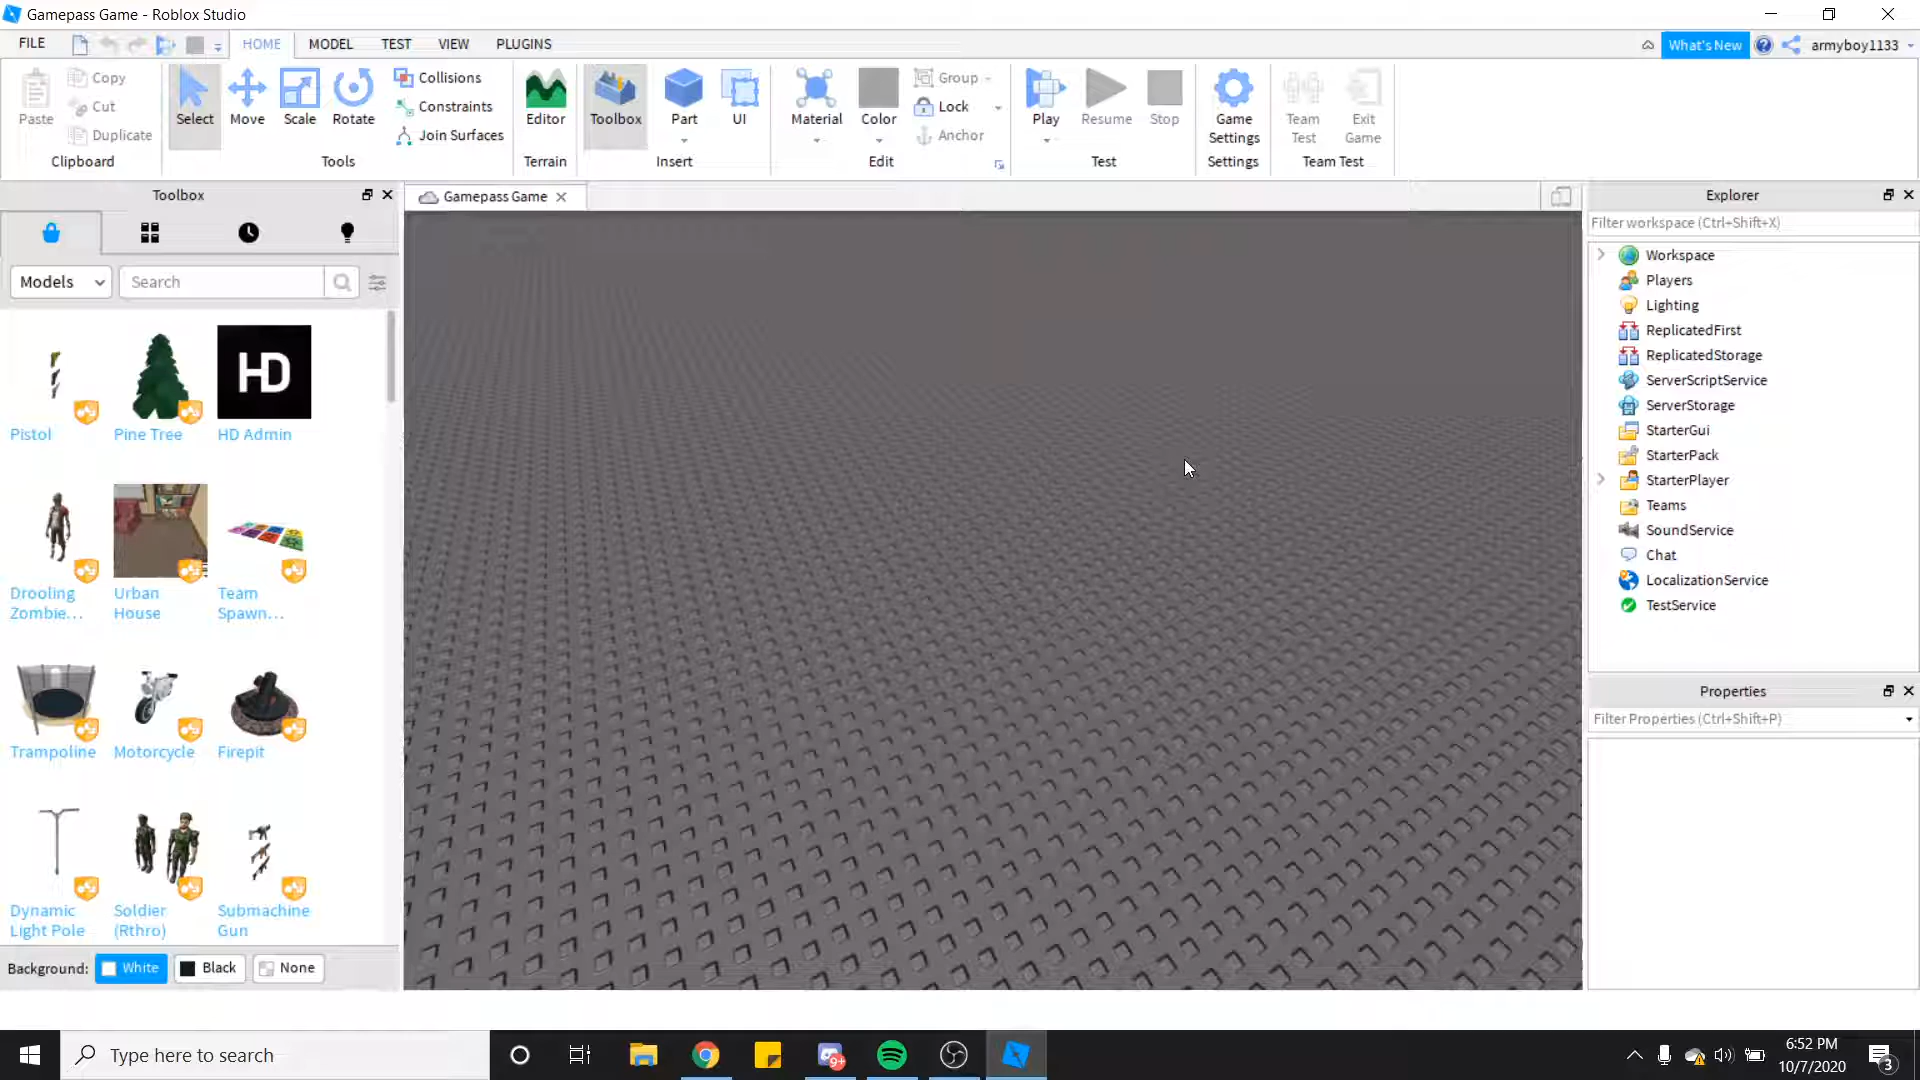 Gamepass Game - Roblox Studio
FILE
HOME
MODEL
TEST
VIEW
PLUGINS
What's New
armyboy1133
Paste
Copy
Cut
Duplicate
Clipboard
Select
Move
Scale
Rotate
Collisions
Constraints
Join Surfaces
Tools
Editor
Terrain
Toolbox
Part
UI
Insert
Material
Color
Group
Lock
Anchor
Edit
Play
Resume
Stop
Test
Game
Settings
Settings
Team
Test
Exit
Game
Team Test
Toolbox
Gamepass Game
Explorer
Filter workspace (Ctrl+Shift+X)
Models
Search
Pistol
Pine Tree
HD
HD Admin
Drooling
Zombie...
Urban
House
Team
Spawn...
Trampoline
Motorcycle
Firepit
Dynamic
Light Pole
Soldier
(Rthro)
Submachine
Gun
Background:
White
Black
None
Workspace
Players
Lighting
ReplicatedFirst
ReplicatedStorage
ServerScriptService
ServerStorage
StarterGui
StarterPack
StarterPlayer
Teams
SoundService
Chat
LocalizationService
TestService
Properties
Filter Properties (Ctrl+Shift+P)
Type here to search
9+
6:52 PM
10/7/2020
3